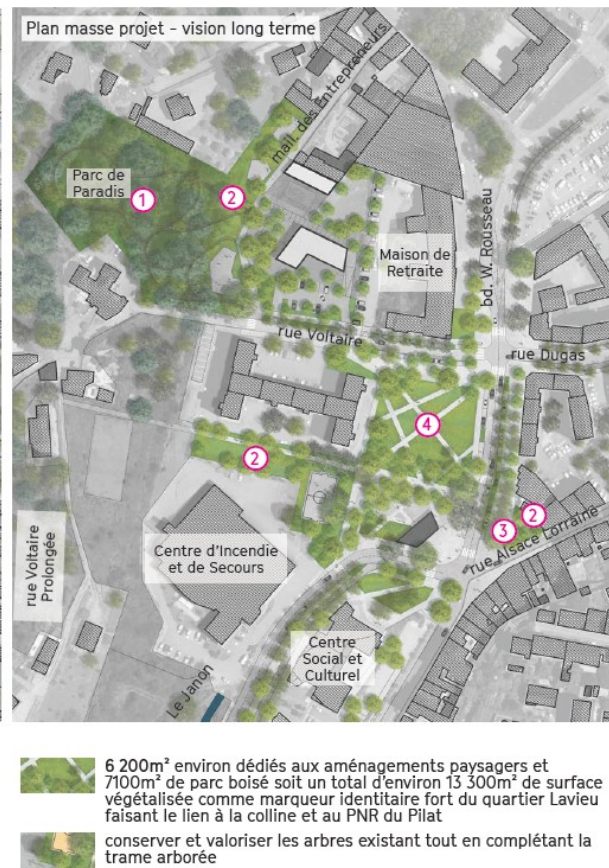 Plan masse projet - vision long terme
mail. des Entrepreneurs
Parc de
Paradis
1
2
Maison de
Retraite
bd. W. Rousseau
rue Voltaire
rue Dugas
4
2
2
3
rue Alsace Lorraine
Centre d'Incendie
et de Secours
rue Voltaire
Prolongée
Centre
Social et
Culturel
Le Janon
6 200m² environ dédiés aux aménagements paysagers et
7100m² de parc boisé soit un total d'environ 13 300m² de surface
végétalisée comme marqueur identitaire fort du quartier Lavieu
faisant le lien à la colline et au PNR du Pilat
conserver et valoriser les arbres existant tout en complétant la
trame arborée